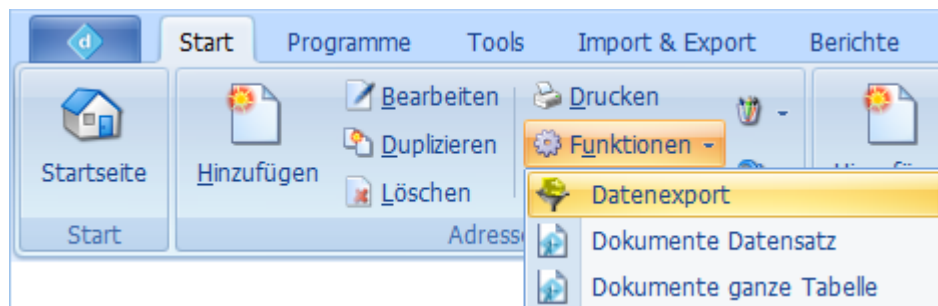 d
Start Programme Tools Import & Export Berichte
Startseite
Hinzufügen
Bearbeiten
Duplizieren
Löschen
Drucken
Funktionen
Start
Datenexport
Dokumente Datensatz
Dokumente ganze Tabelle